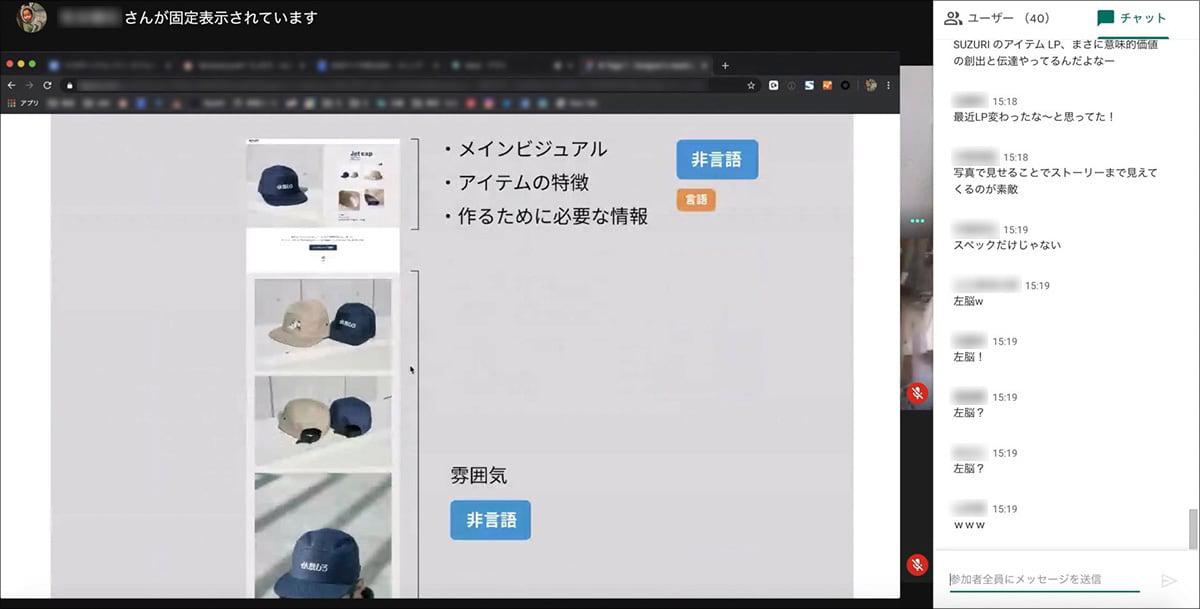 さんが固定表示されています
アプリ
Jet cap
・メインビジュアル
・アイテムの特徴
・作るために必要な情報
非言語
言語
雰囲気
非言語
ユーザー （40）
チャット
SUZURI のアイテム LP、まさに意味的価値
の創出と伝達やってるんだよなー
15:18
最近LP変わったな〜と思ってた！
15:18
写真で見せることでストーリーまで見えて
くるのが素敵
15:19
スペックだけじゃない
15:19
左脳w
15:19
左脳！
15:19
左脳？
15:19
左脳？
15:19
ｗｗｗ
参加者全員にメッセージを送信